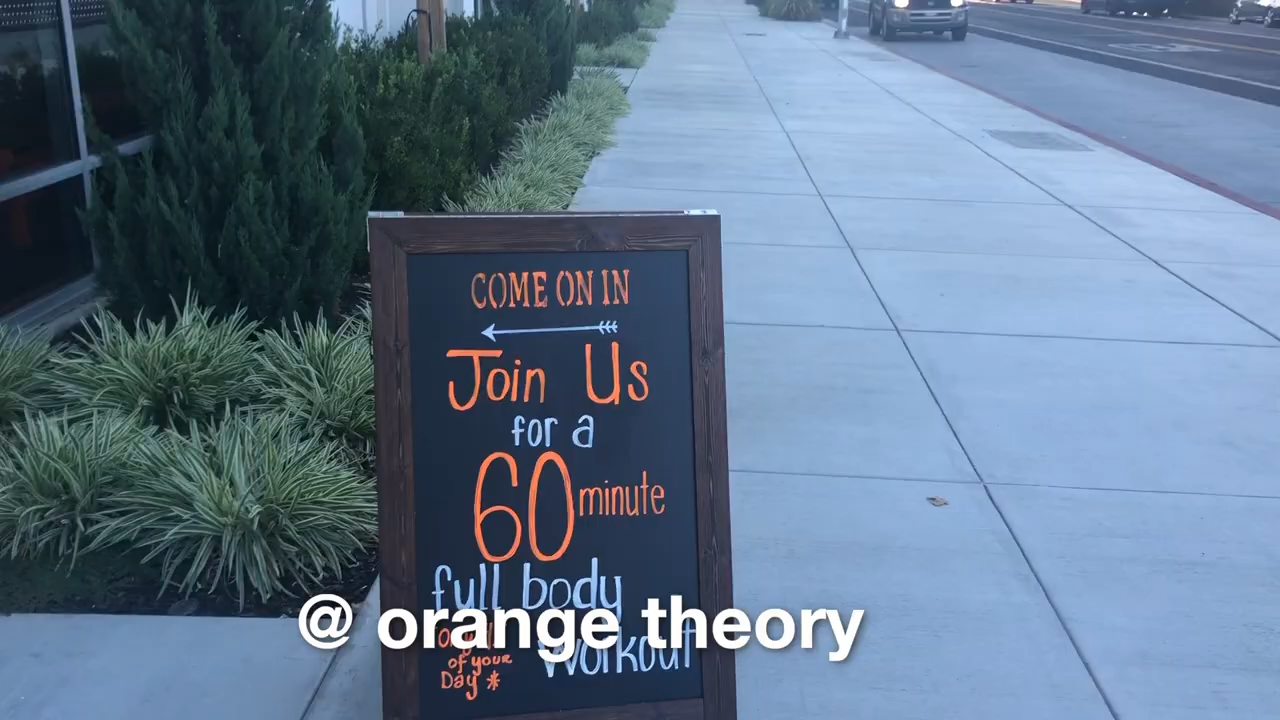 COME ON IN
Join Us
for a
60 minute
full body
workout
of your
Day *
@ orange theory